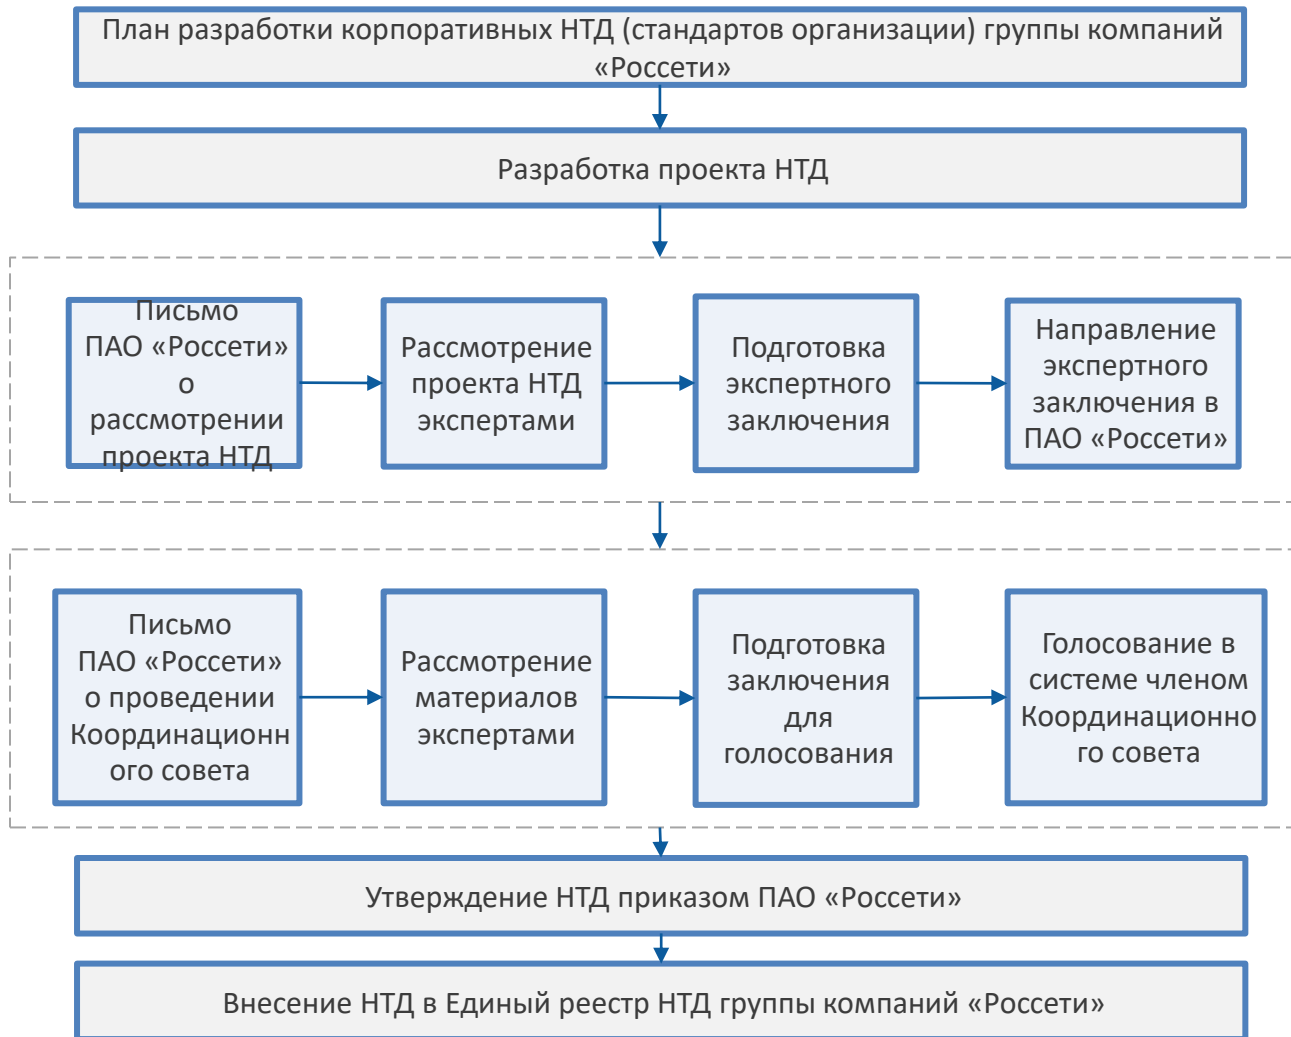 План разработки корпоративных НТД (стандартов организации) группы компаний
«Россети»
Разработка проекта НТД
Письмо
ПАО «Россети»
о
рассмотрении
проекта НТД
Рассмотрение
проекта НТД
экспертами
Подготовка
экспертного
заключения
Направление
экспертного
заключения в
ПАО «Россети»
Письмо
ПАО «Россети»
о проведении
Координационн
ого совета
Рассмотрение
материалов
экспертами
Подготовка
заключения
для
голосования
Голосование в
системе членом
Координационно
го совета
Утверждение НТД приказом ПАО «Россети»
Внесение НТД в Единый реестр НТД группы компаний «Россети»